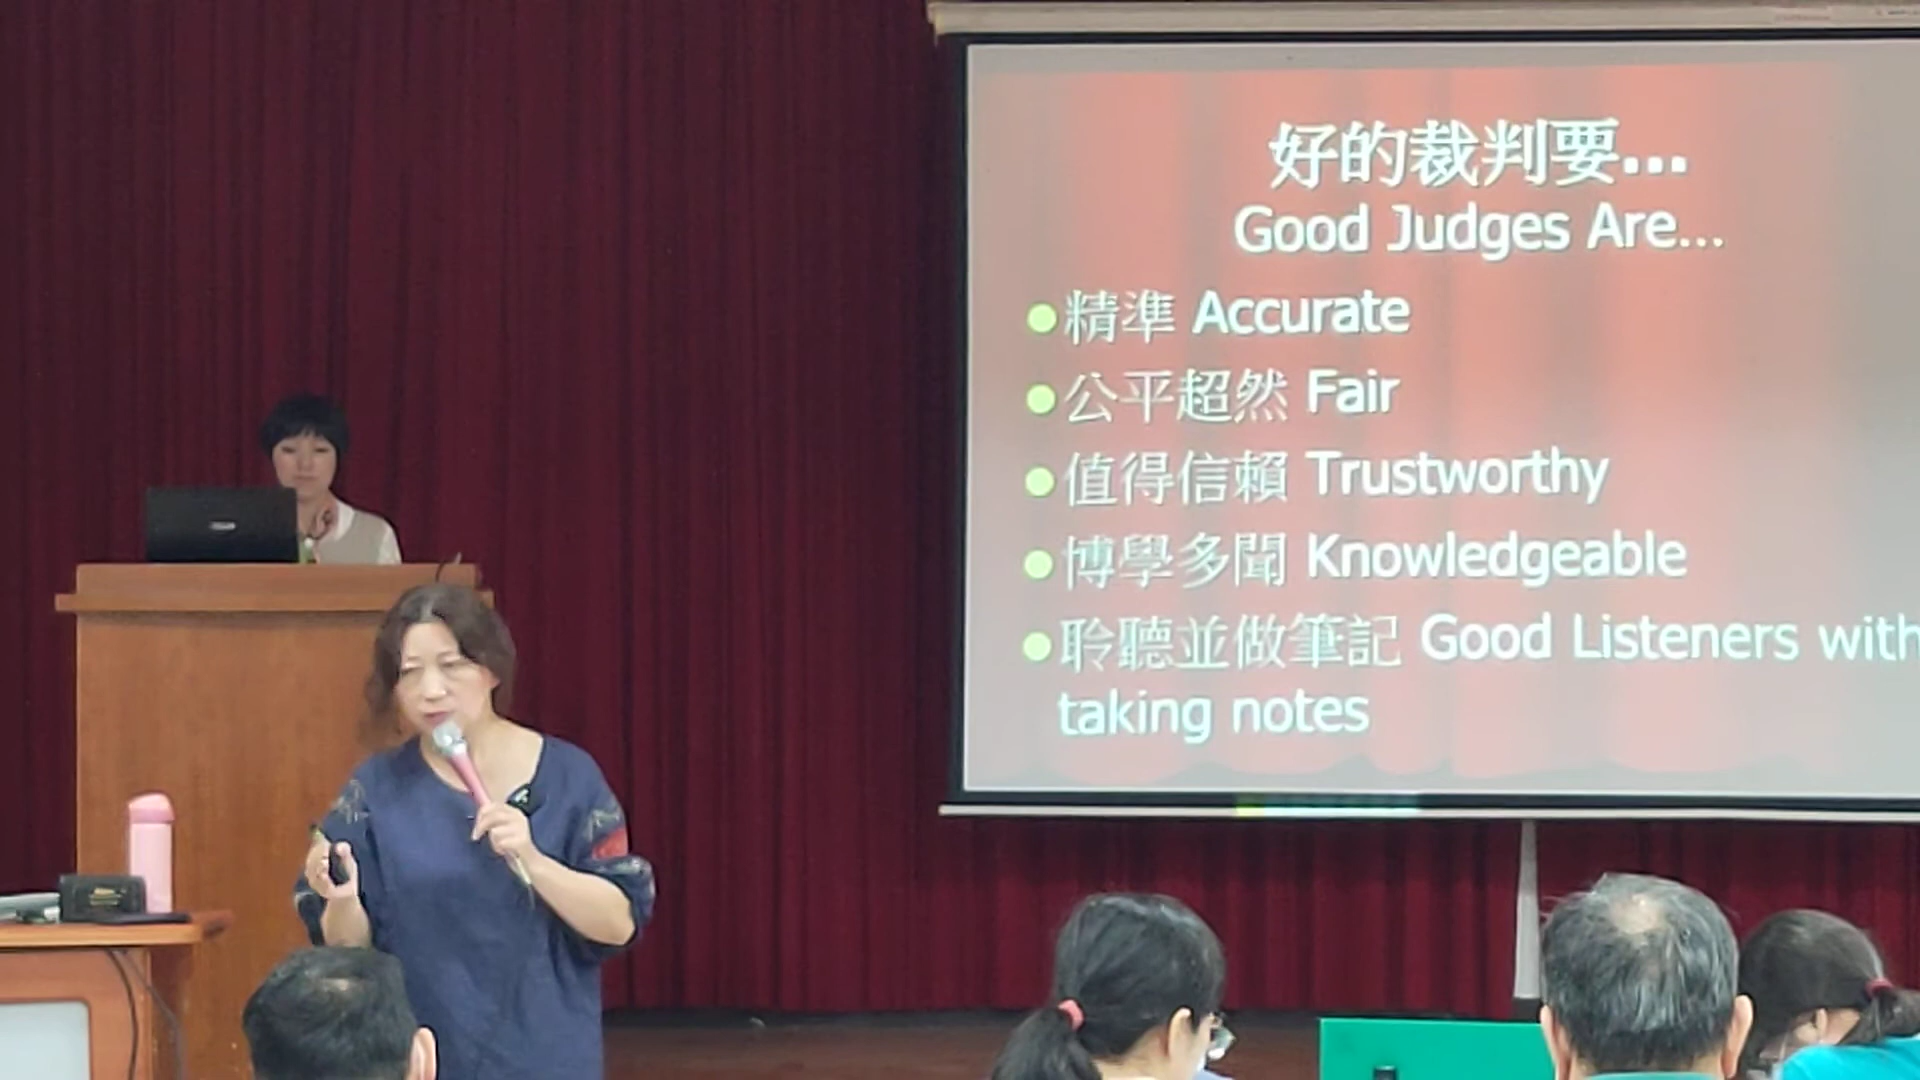 好的裁判要...
Good Judges Are...
精準 Accurate
公平超然 Fair
值得信賴 Trustworthy
博學多聞 Knowledgeable
聆聽並做筆記 Good Listeners with
taking notes